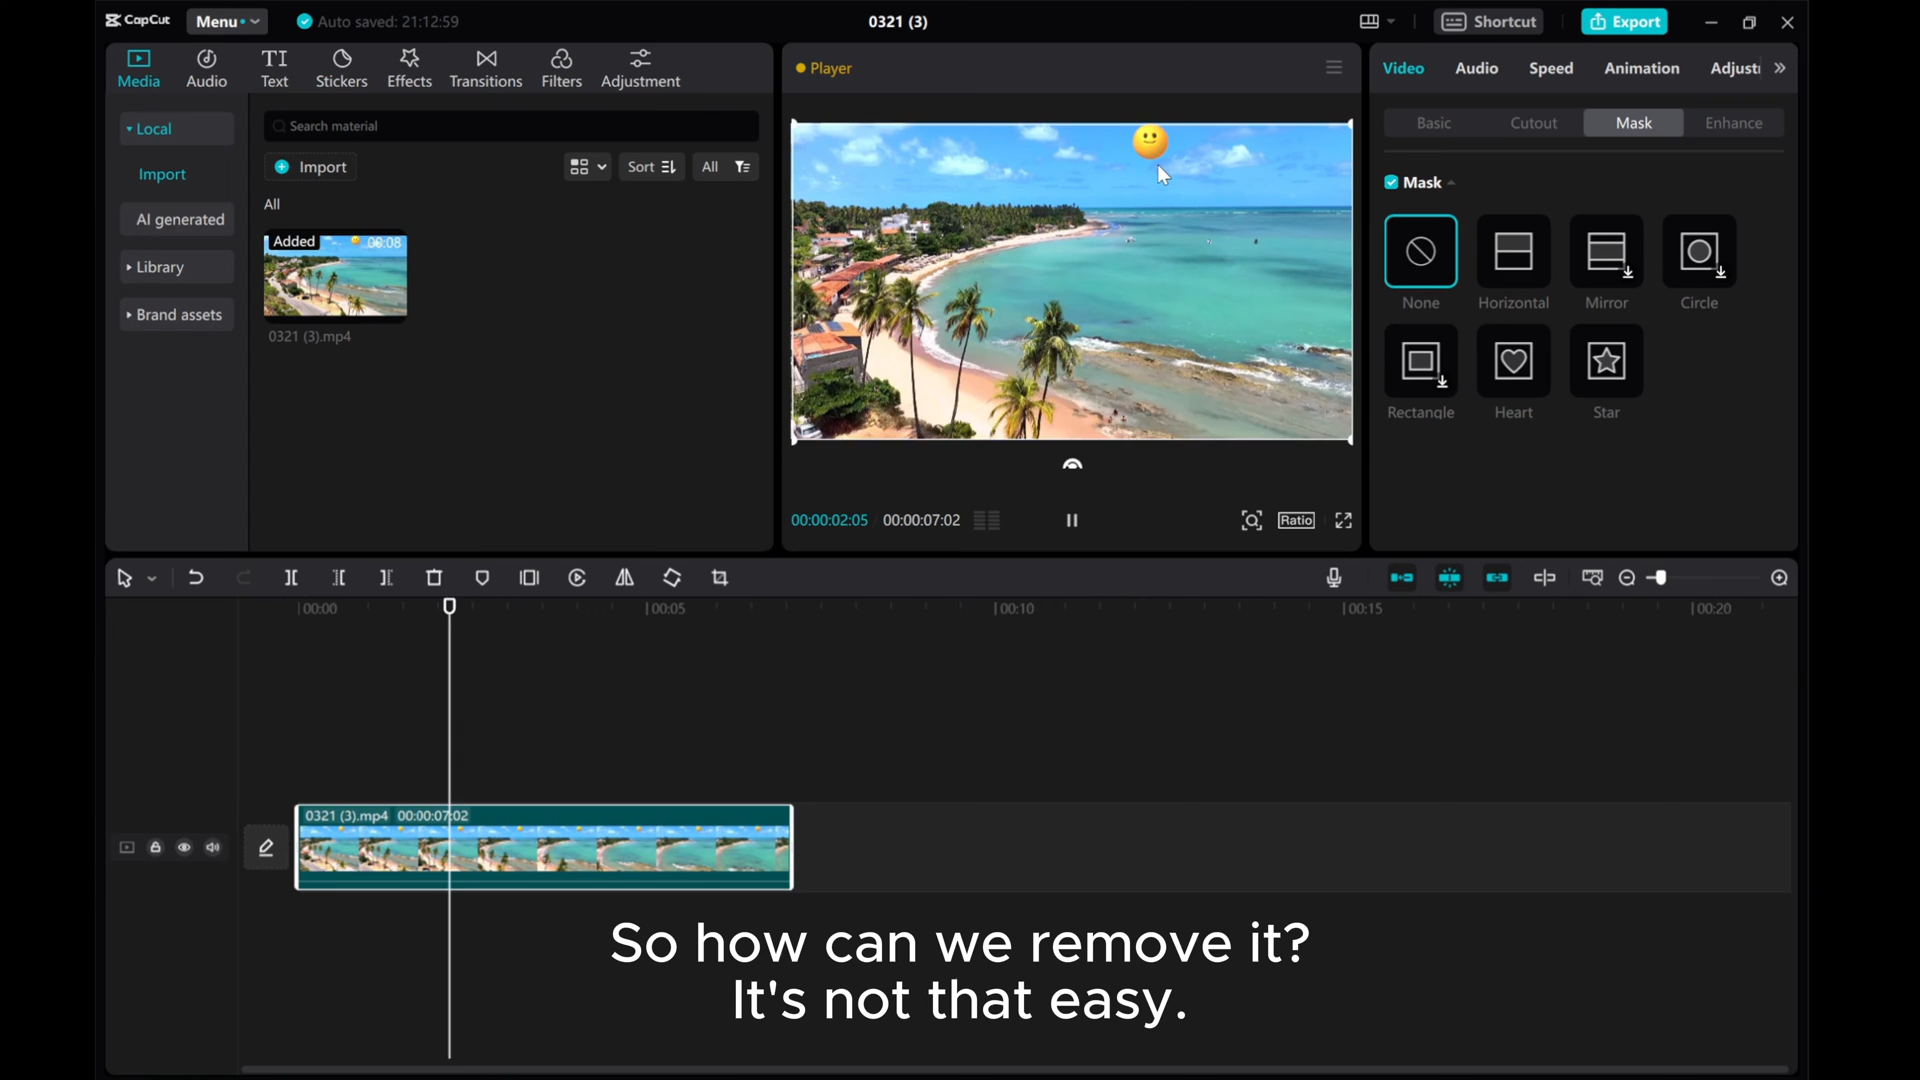 CapCut
Menu
Auto saved: 21:12:59
0321 (3)
Shortcut
Export
Media
Audio
Text
Stickers
Effects
Transitions
Filters
Adjustment
Local
Import
AI generated
Library
Brand assets
Search material
Import
Sort
All
All
Added
00:08
0321 (3).mp4
Player
00:00:02:05
00:00:07:02
Ratio
Video
Audio
Speed
Animation
Basic
Cutout
Mask
Enhance
Mask
None
Horizontal
Mirror
Circle
Rectangle
Heart
Star
00:00
00:05
00:10
00:15
00:20
0321 (3).mp4 00:00:07:02
So how can we remove it?
It's not that easy.